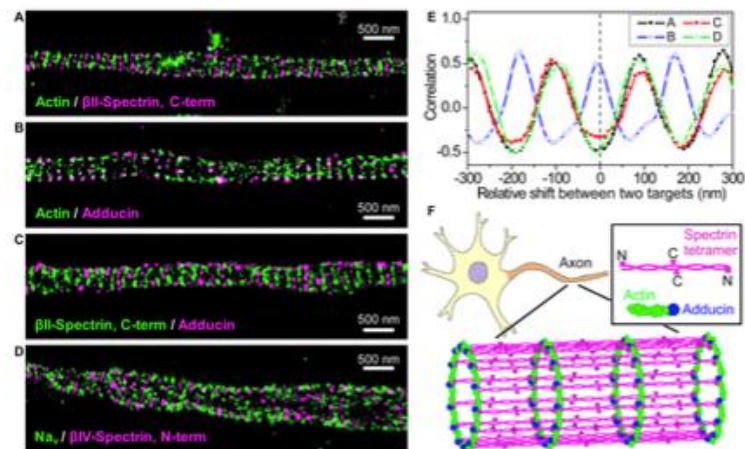 A
500 nm
Actin / βII-Spectrin, C-term
B
Actin / Adducin
500 nm
C
βII-Spectrin, C-term / Adducin
500 nm
D
500 nm
Nav / βIV-Spectrin, N-term
E
Correlation
1.0
0.5
0.0
-0.5
A
B
C
D
-300 -200 -100 0 100 200 300
Relative shift between two targets (nm)
F
Axon
Spectrin
tetramer
N
C
C
N
Actin
Adducin